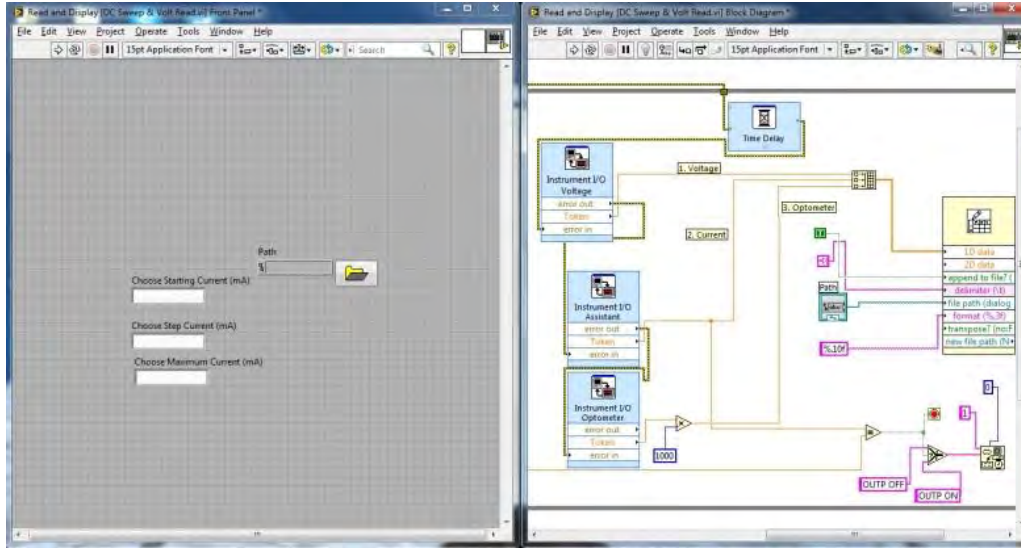 Read and Display [DC Sweep & Volt Read.vi] Front Panel *
File Edit View Project Operate Tools Window Help
15pt Application Font
Search
Path
Choose Starting Current (mA)
Choose Step Current (mA)
Choose Maximum Current (mA)
Read and Display [DC Sweep & Volt Read.vi] Block Diagram *
File Edit View Project Operate Tools Window Help
15pt Application Font
Time Delay
Instrument I/O
Voltage
error out
Token
error in
1. Voltage
2. Current
3. Optometer
Instrument I/O
Assistant
error out
Token
error in
Instrument I/O
Optometer
error out
Token
error in
1000
Path
%.10f
1D data
2D data
append to file? (
delimiter (\t)
file path (dialog
format (%.3f)
transpose? [no:F
new file path (N
0
1
OUTP OFF
OUTP ON